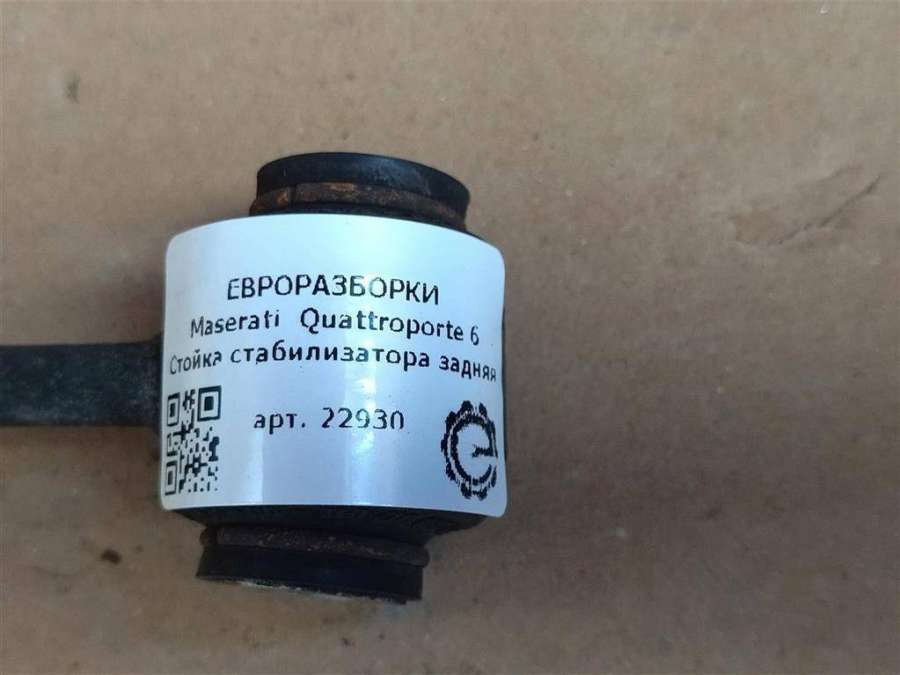 ЕВРОРАЗБОРКИ
Maserati Quattroporte 6
Стойка стабилизатора задняя
арт. 22930